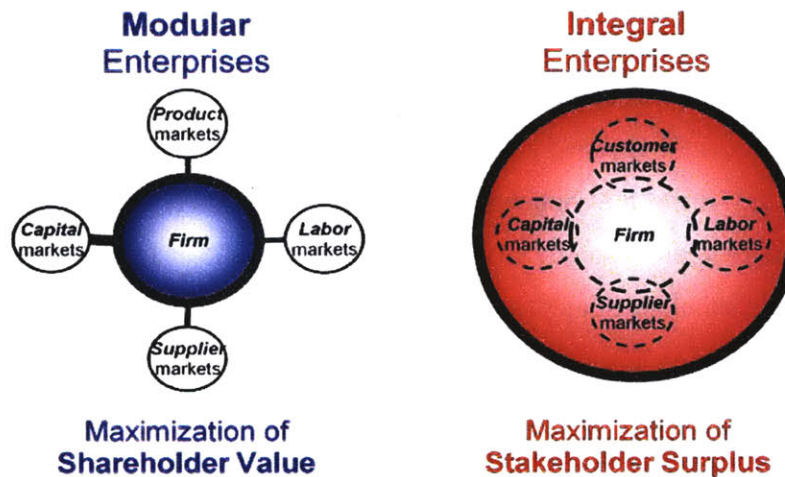 Modular
Enterprises
Product
markets
Capital
markets
Firm
Labor
markets
Supplier
markets
Maximization of
Shareholder Value
Integral
Enterprises
Customer
markets
Capital
markets
Firm
Labor
markets
Supplier
markets
Maximization of
Stakeholder Surplus